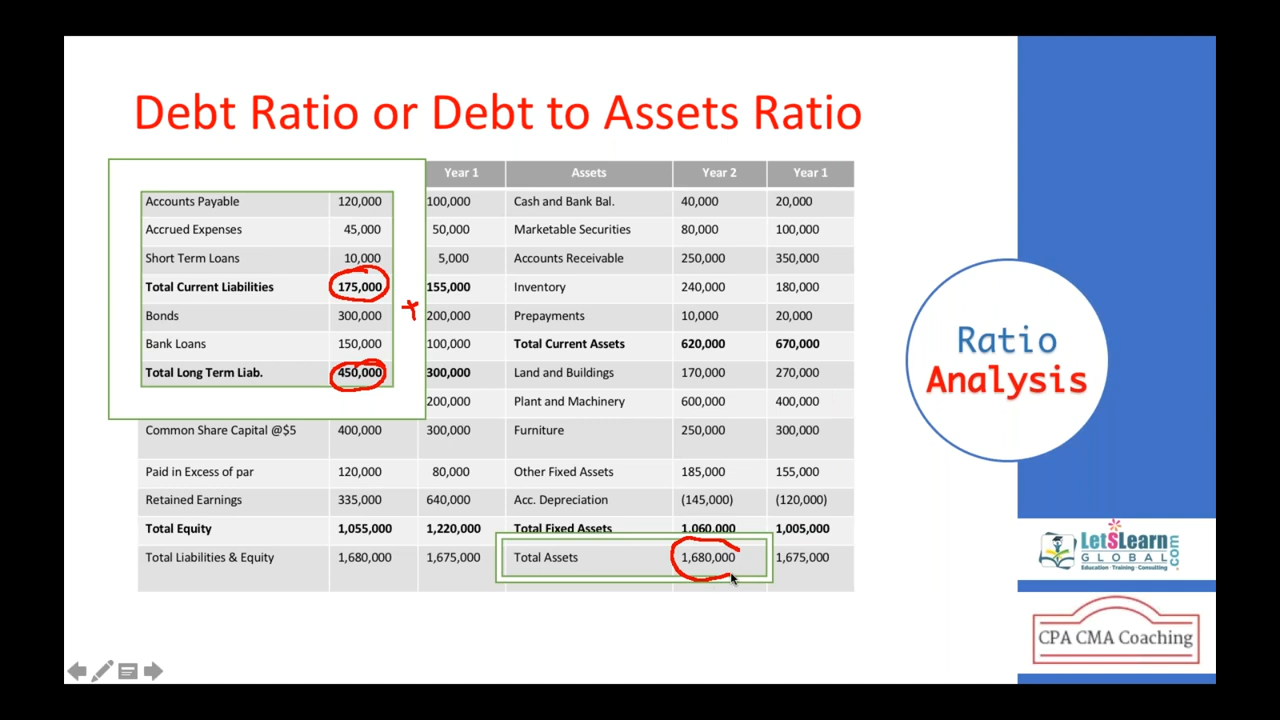 Debt Ratio or Debt to Assets Ratio
Year 1 Assets Year 2 Year 1
Accounts Payable 120,000 100,000 Cash and Bank Bal. 40,000 20,000
Accrued Expenses 45,000 50,000 Marketable Securities 80,000 100,000
Short Term Loans 10,000 5,000 Accounts Receivable 250,000 350,000
Total Current Liabilities 175,000 155,000 Inventory 240,000 180,000
+
Bonds 300,000 200,000 Prepayments 10,000 20,000
Bank Loans 150,000 100,000 Total Current Assets 620,000 670,000
Total Long Term Liab. 450,000 300,000 Land and Buildings 170,000 270,000
200,000 Plant and Machinery 600,000 400,000
Common Share Capital @$5 400,000 300,000 Furniture 250,000 300,000
Paid in Excess of par 120,000 80,000 Other Fixed Assets 185,000 155,000
Retained Earnings 335,000 640,000 Acc. Depreciation (145,000) (120,000)
Total Equity 1,055,000 1,220,000 Total Fixed Assets 1,060,000 1,005,000
Total Liabilities & Equity 1,680,000 1,675,000 Total Assets 1,680,000 1,675,000
Ratio
Analysis
LetSLearn
GLOBAL.com
Education - Training - Consulting
CPA CMA Coaching